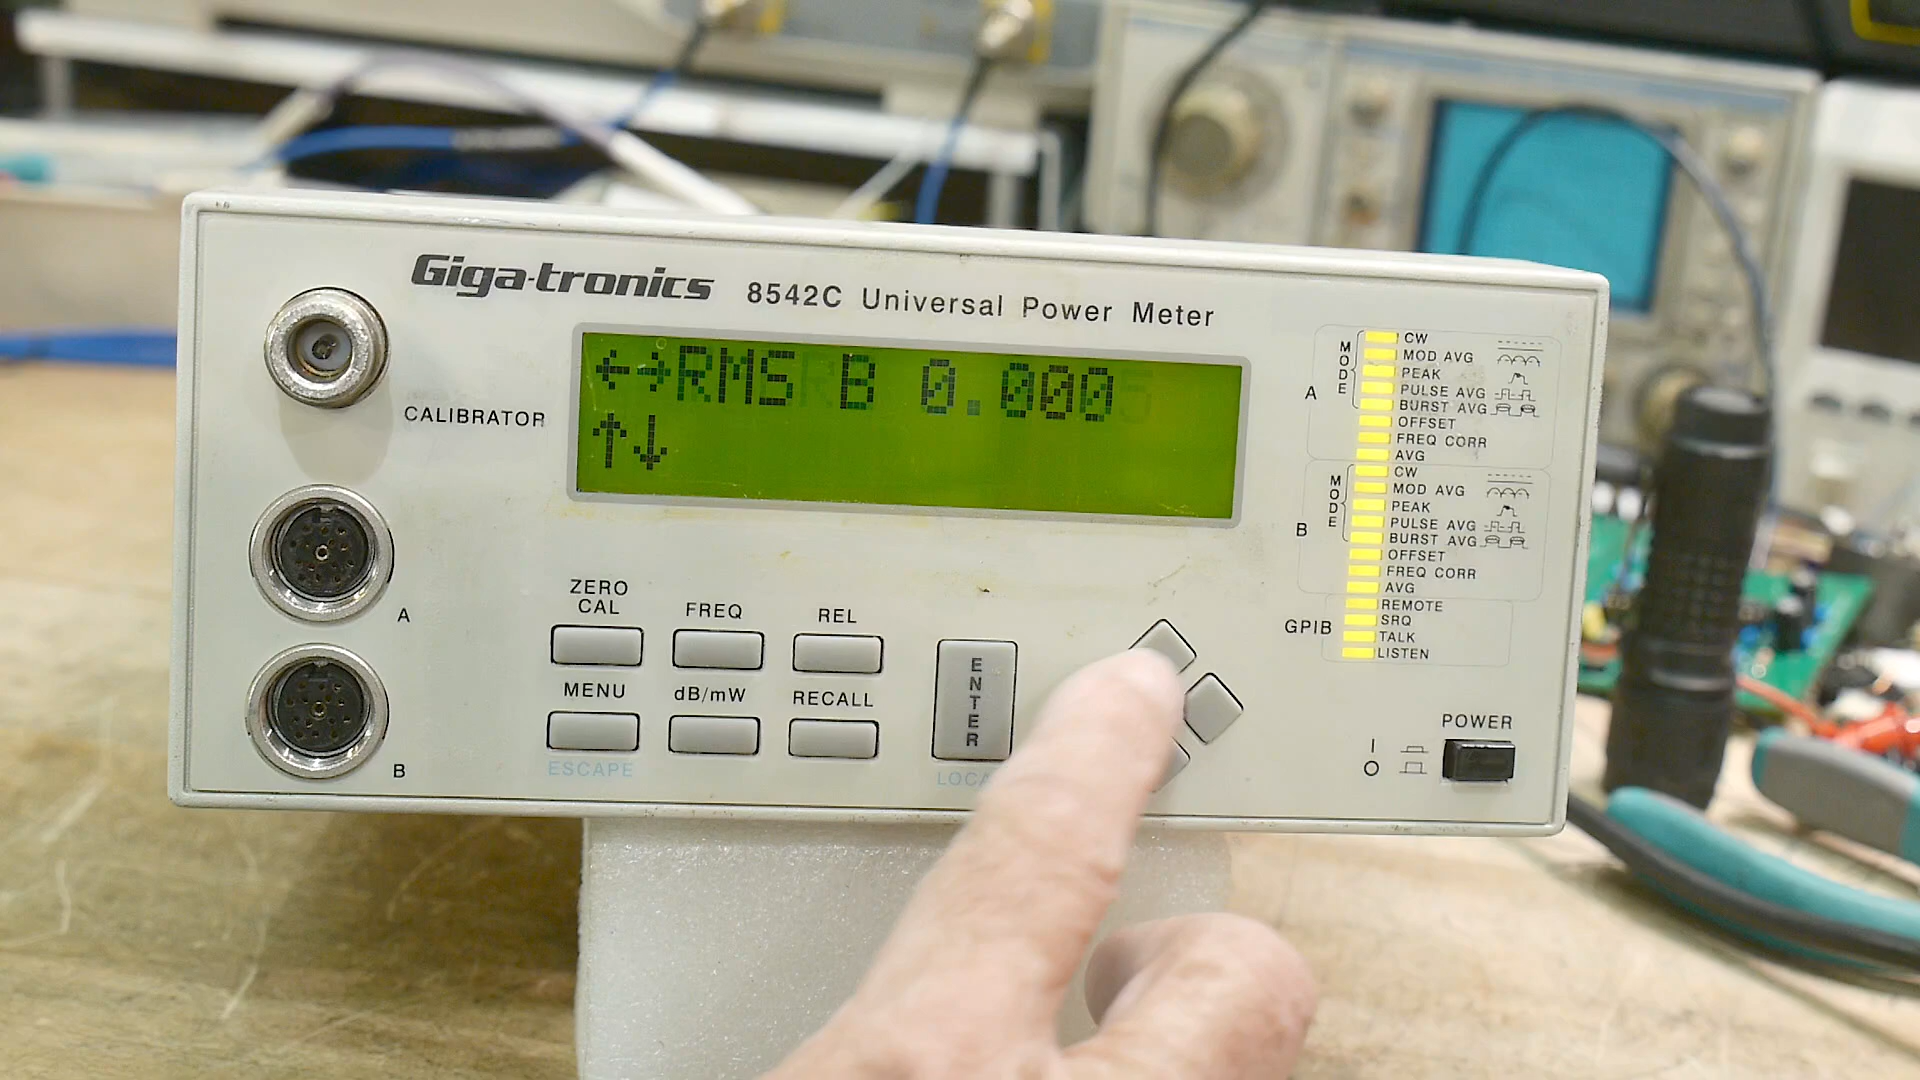 Giga-tronics 8542C Universal Power Meter
CALIBRATOR
A
B
←→RMS B 0.000
↑↓
ZERO
CAL
FREQ
REL
MENU
dB/mW
RECALL
ESCAPE
ENTER
MODE
A
CW
MOD AVG
PEAK
PULSE AVG
BURST AVG
OFFSET
FREQ CORR
AVG
MODE
B
CW
MOD AVG
PEAK
PULSE AVG
BURST AVG
OFFSET
FREQ CORR
AVG
GPIB
REMOTE
SRQ
TALK
LISTEN
POWER
I
O